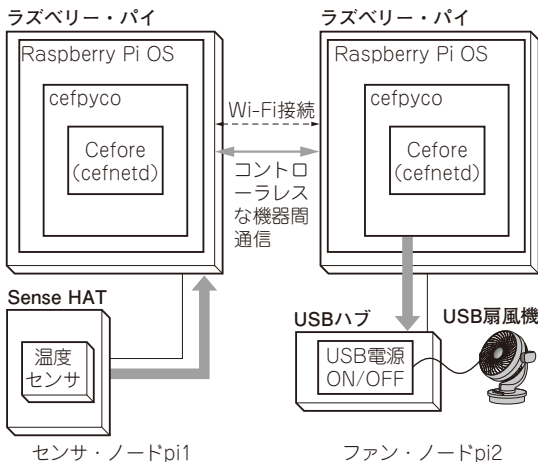 ラズベリー・パイ
Raspberry Pi OS
cefpyco
Cefore
(cefnetd)
Wi-Fi接続
コントロ
ーラレス
な機器間
通信
ラズベリー・パイ
Raspberry Pi OS
cefpyco
Cefore
(cefnetd)
Sense HAT
温度
センサ
USBハブ
USB電源
ON/OFF
USB扇風機
センサ・ノードpi1
ファン・ノードpi2